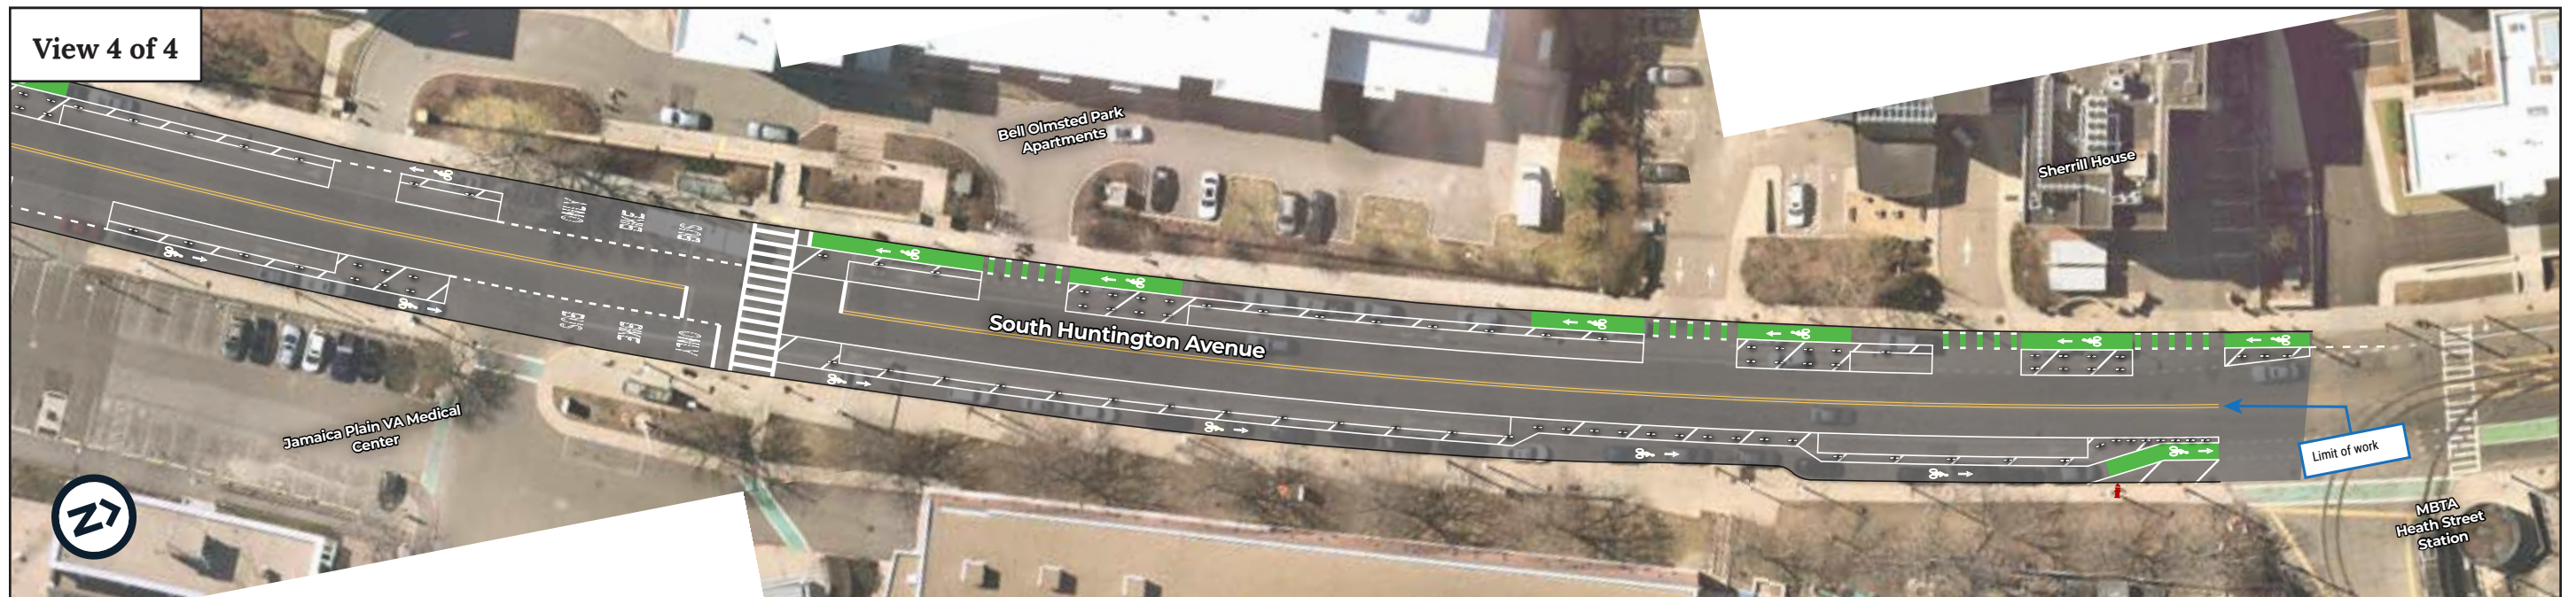 View 4 of 4
Bell Olmsted Park
Apartments
Sherrill House
ONLY
BIKE
BUS
South Huntington Avenue
BUS
BIKE
ONLY
Jamaica Plain VA Medical
Center
Limit of work
MBTA
Heath Street
Station
Z